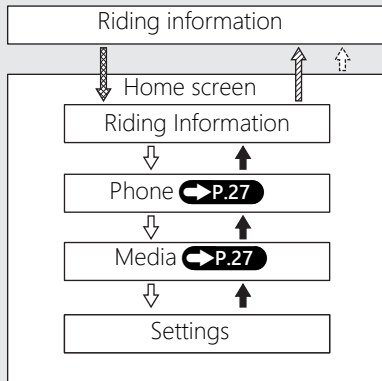 Riding information
Home screen
Riding Information
Phone P.27
Media P.27
Settings